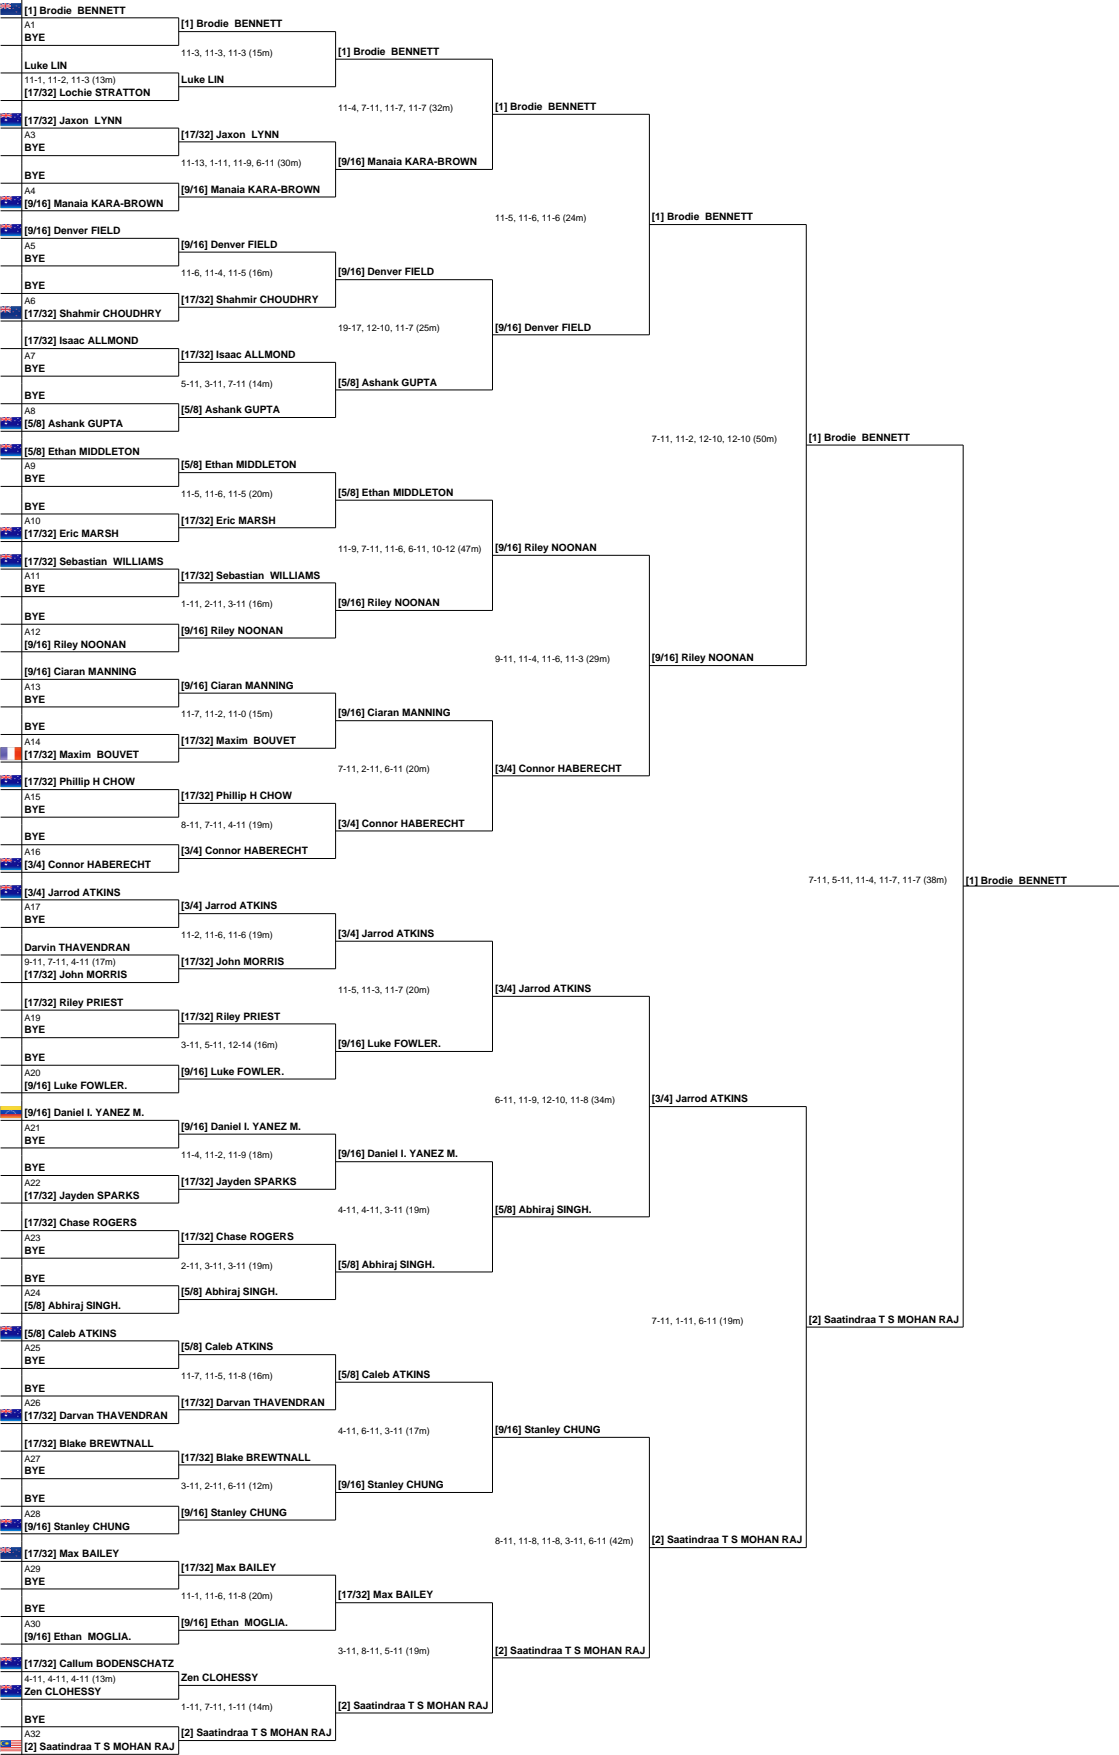 [1] Brodie  BENNETT
A1
BYE
Luke LIN
11-1, 11-2, 11-3 (13m)
[17/32] Lochie STRATTON
[17/32] Jaxon  LYNN
A3
BYE
BYE
A4
[9/16] Manaia KARA-BROWN
[9/16] Denver FIELD
A5
BYE
BYE
A6
[17/32] Shahmir CHOUDHRY
[17/32] Isaac ALLMOND
A7
BYE
BYE
A8
[5/8] Ashank GUPTA
[5/8] Ethan MIDDLETON
A9
BYE
BYE
A10
[17/32] Eric MARSH
[17/32] Sebastian  WILLIAMS
A11
BYE
BYE
A12
[9/16] Riley NOONAN
[9/16] Ciaran MANNING
A13
BYE
BYE
A14
[17/32] Maxim  BOUVET
[17/32] Phillip H CHOW
A15
BYE
BYE
A16
[3/4] Connor HABERECHT
[3/4] Jarrod ATKINS
A17
BYE
Darvin THAVENDRAN
9-11, 7-11, 4-11 (17m)
[17/32] John MORRIS
[17/32] Riley PRIEST
A19
BYE
BYE
A20
[9/16] Luke FOWLER.
[9/16] Daniel I. YANEZ M.
A21
BYE
BYE
A22
[17/32] Jayden SPARKS
[17/32] Chase ROGERS
A23
BYE
BYE
A24
[5/8] Abhiraj SINGH.
[5/8] Caleb ATKINS
A25
BYE
BYE
A26
[17/32] Darvan THAVENDRAN
[17/32] Blake BREWTNALL
A27
BYE
BYE
A28
[9/16] Stanley CHUNG
[17/32] Max BAILEY
A29
BYE
BYE
A30
[9/16] Ethan  MOGLIA.
[17/32] Callum BODENSCHATZ
4-11, 4-11, 4-11 (13m)
Zen CLOHESSY
BYE
A32
[2] Saatindraa T S MOHAN RAJ
[1] Brodie  BENNETT
11-3, 11-3, 11-3 (15m)
Luke LIN
[17/32] Jaxon  LYNN
11-13, 1-11, 11-9, 6-11 (30m)
[9/16] Manaia KARA-BROWN
[9/16] Denver FIELD
11-6, 11-4, 11-5 (16m)
[17/32] Shahmir CHOUDHRY
[17/32] Isaac ALLMOND
5-11, 3-11, 7-11 (14m)
[5/8] Ashank GUPTA
[5/8] Ethan MIDDLETON
11-5, 11-6, 11-5 (20m)
[17/32] Eric MARSH
[17/32] Sebastian  WILLIAMS
1-11, 2-11, 3-11 (16m)
[9/16] Riley NOONAN
[9/16] Ciaran MANNING
11-7, 11-2, 11-0 (15m)
[17/32] Maxim  BOUVET
[17/32] Phillip H CHOW
8-11, 7-11, 4-11 (19m)
[3/4] Connor HABERECHT
[3/4] Jarrod ATKINS
11-2, 11-6, 11-6 (19m)
[17/32] John MORRIS
[17/32] Riley PRIEST
3-11, 5-11, 12-14 (16m)
[9/16] Luke FOWLER.
[9/16] Daniel I. YANEZ M.
11-4, 11-2, 11-9 (18m)
[17/32] Jayden SPARKS
[17/32] Chase ROGERS
2-11, 3-11, 3-11 (19m)
[5/8] Abhiraj SINGH.
[5/8] Caleb ATKINS
11-7, 11-5, 11-8 (16m)
[17/32] Darvan THAVENDRAN
[17/32] Blake BREWTNALL
3-11, 2-11, 6-11 (12m)
[9/16] Stanley CHUNG
[17/32] Max BAILEY
11-1, 11-6, 11-8 (20m)
[9/16] Ethan  MOGLIA.
Zen CLOHESSY
1-11, 7-11, 1-11 (14m)
[2] Saatindraa T S MOHAN RAJ
[1] Brodie  BENNETT
11-4, 7-11, 11-7, 11-7 (32m)
[9/16] Manaia KARA-BROWN
[9/16] Denver FIELD
19-17, 12-10, 11-7 (25m)
[5/8] Ashank GUPTA
[5/8] Ethan MIDDLETON
11-9, 7-11, 11-6, 6-11, 10-12 (47m)
[9/16] Riley NOONAN
[9/16] Ciaran MANNING
7-11, 2-11, 6-11 (20m)
[3/4] Connor HABERECHT
[3/4] Jarrod ATKINS
11-5, 11-3, 11-7 (20m)
[9/16] Luke FOWLER.
[9/16] Daniel I. YANEZ M.
4-11, 4-11, 3-11 (19m)
[5/8] Abhiraj SINGH.
[5/8] Caleb ATKINS
4-11, 6-11, 3-11 (17m)
[9/16] Stanley CHUNG
[17/32] Max BAILEY
3-11, 8-11, 5-11 (19m)
[2] Saatindraa T S MOHAN RAJ
[1] Brodie  BENNETT
11-5, 11-6, 11-6 (24m)
[9/16] Denver FIELD
[9/16] Riley NOONAN
9-11, 11-4, 11-6, 11-3 (29m)
[3/4] Connor HABERECHT
[3/4] Jarrod ATKINS
6-11, 11-9, 12-10, 11-8 (34m)
[5/8] Abhiraj SINGH.
[9/16] Stanley CHUNG
8-11, 11-8, 11-8, 3-11, 6-11 (42m)
[2] Saatindraa T S MOHAN RAJ
[1] Brodie  BENNETT
7-11, 11-2, 12-10, 12-10 (50m)
[9/16] Riley NOONAN
[3/4] Jarrod ATKINS
7-11, 1-11, 6-11 (19m)
[2] Saatindraa T S MOHAN RAJ
[1] Brodie  BENNETT
7-11, 5-11, 11-4, 11-7, 11-7 (38m)
[2] Saatindraa T S MOHAN RAJ
[1] Brodie  BENNETT